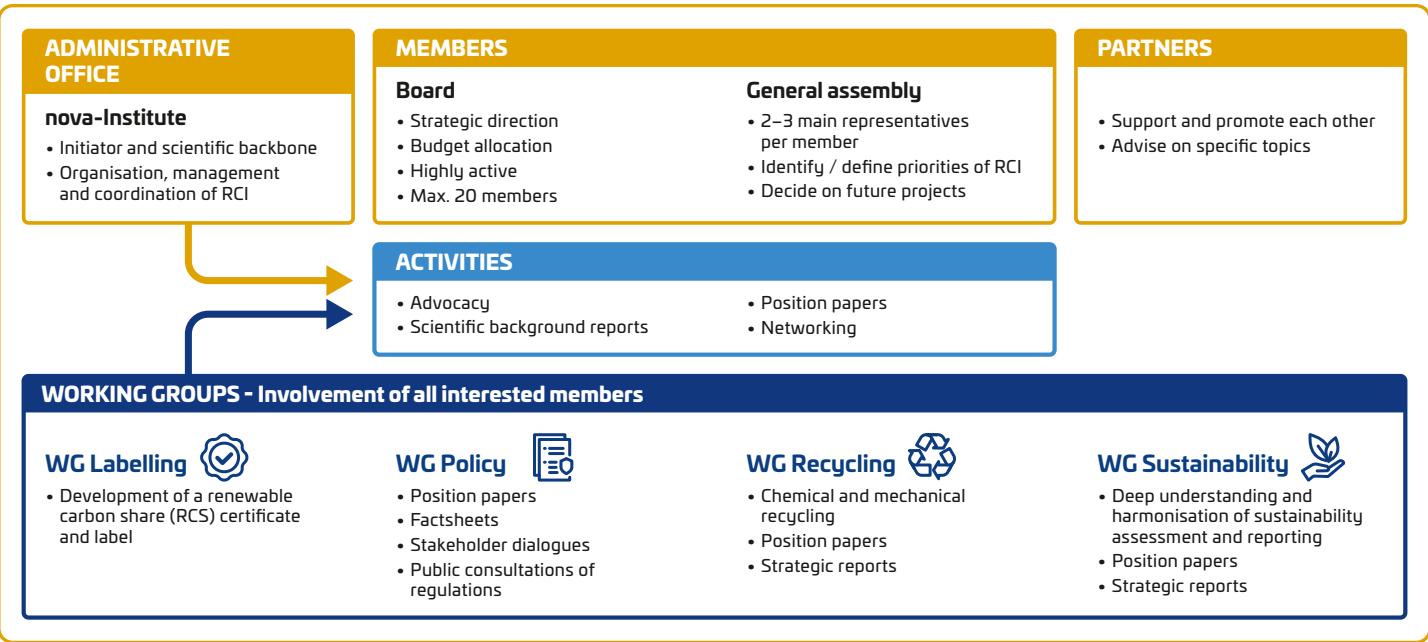 ADMINISTRATIVE
OFFICE
nova-Institute
• Initiator and scientific backbone
• Organisation, management
and coordination of RCI
MEMBERS
Board
• Strategic direction
• Budget allocation
• Highly active
• Max. 20 members
General assembly
• 2–3 main representatives
per member
• Identify / define priorities of RCI
• Decide on future projects
PARTNERS
• Support and promote each other
• Advise on specific topics
ACTIVITIES
• Advocacy
• Scientific background reports
• Position papers
• Networking
WORKING GROUPS - Involvement of all interested members
WG Labelling
• Development of a renewable
carbon share (RCS) certificate
and label
WG Policy
• Position papers
• Factsheets
• Stakeholder dialogues
• Public consultations of
regulations
WG Recycling
• Chemical and mechanical
recycling
• Position papers
• Strategic reports
WG Sustainability
• Deep understanding and
harmonisation of sustainability
assessment and reporting
• Position papers
• Strategic reports